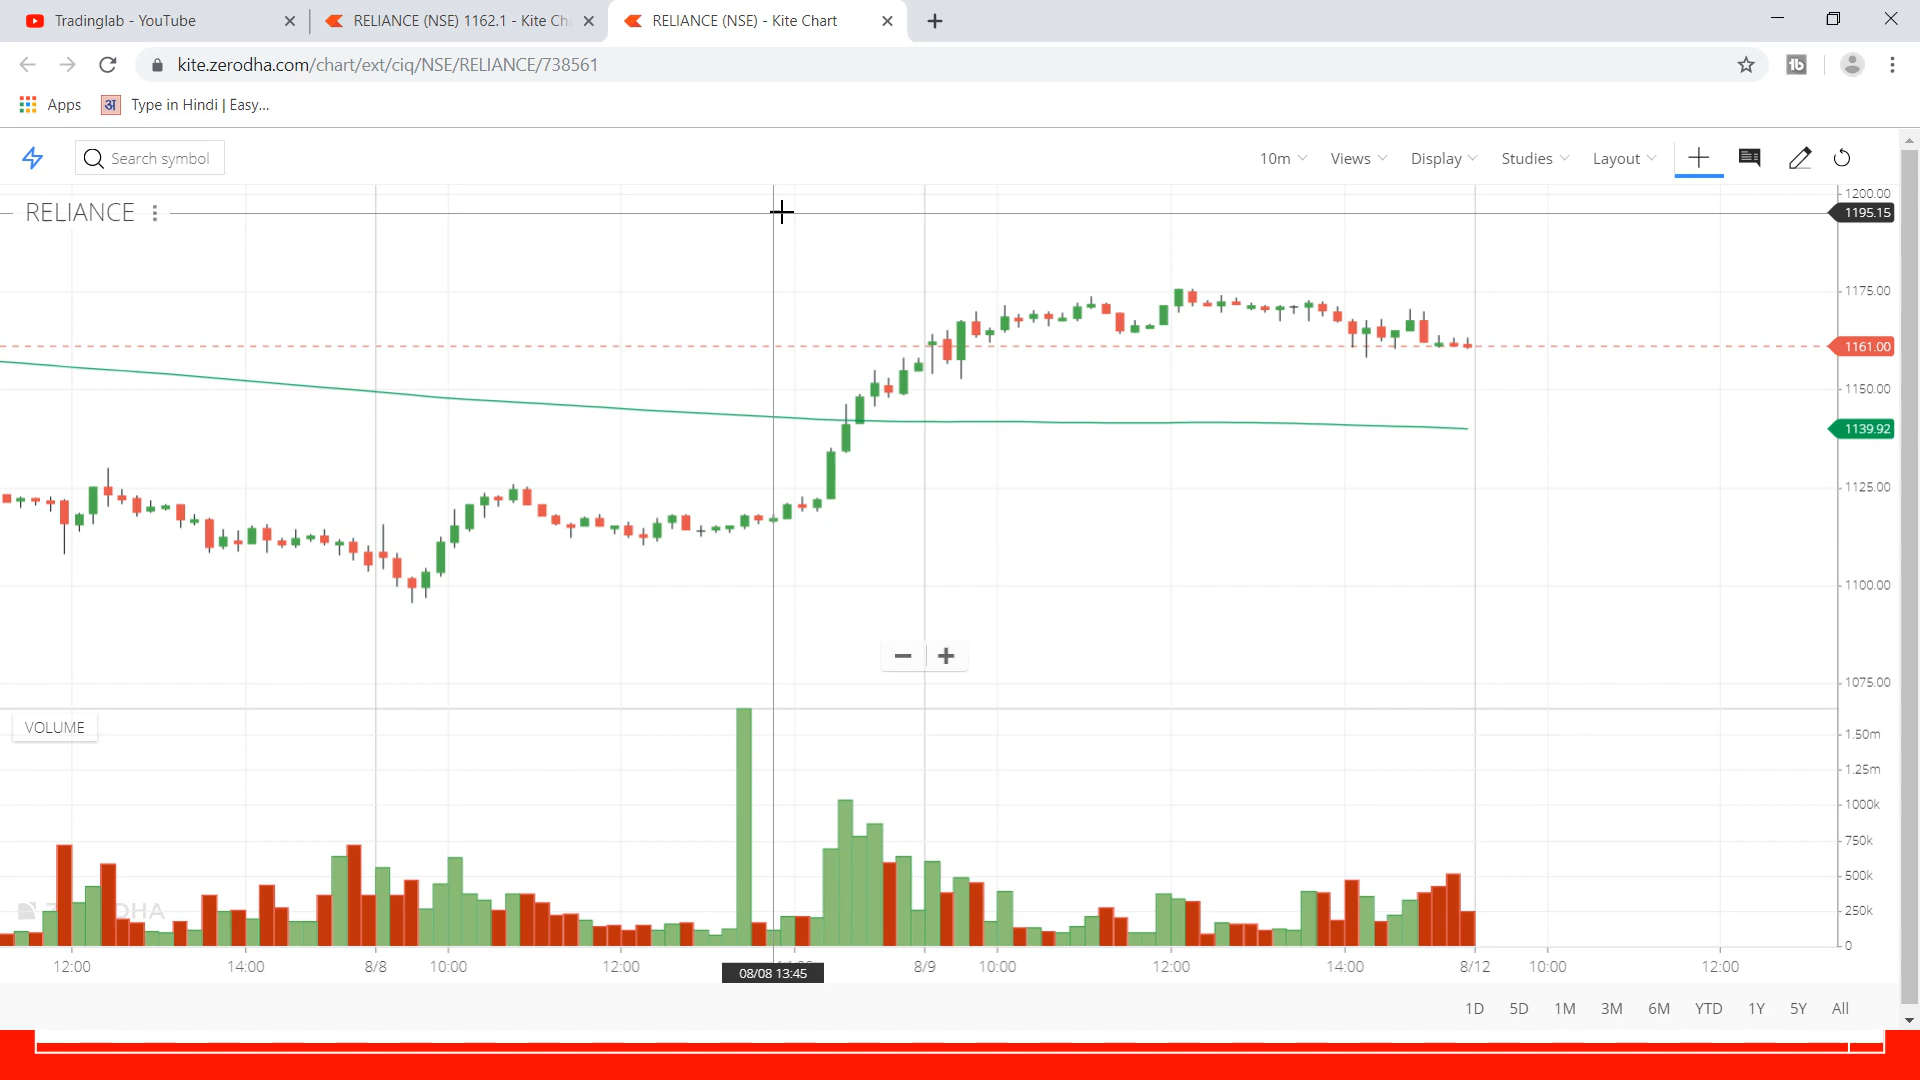 Tradinglab - YouTube
RELIANCE (NSE) 1162.1 - Kite Ch
RELIANCE (NSE) - Kite Chart
kite.zerodha.com/chart/ext/ciq/NSE/RELIANCE/738561
Apps
अ
Type in Hindi | Easy...
Search symbol
10m
Views
Display
Studies
Layout
RELIANCE
1200.00
1195.15
1175.00
1161.00
1150.00
1139.92
1125.00
1100.00
1075.00
VOLUME
1.50m
1.25m
1000k
750k
500k
250k
0
12:00
14:00
8/8
10:00
12:00
08/08 13:45
8/9
10:00
12:00
14:00
8/12
10:00
12:00
1D
5D
1M
3M
6M
YTD
1Y
5Y
All